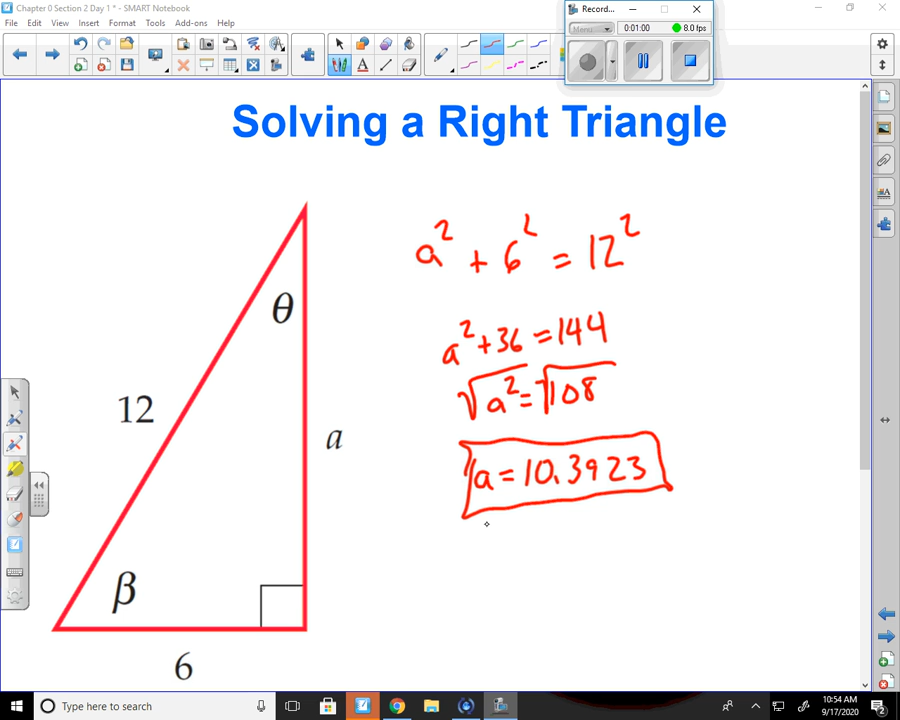 Chapter 0 Section 2 Day 1 * - SMART Notebook
Record...
File Edit View Insert Format Tools Add-ons Help
Menu
0:01:00
8.0 fps
Solving a Right Triangle
θ
12
a
β
6
a² + 6² = 12²
a² + 36 = 144
√a² = √108
a = 10.3923
Type here to search
10:54 AM
9/17/2020
2